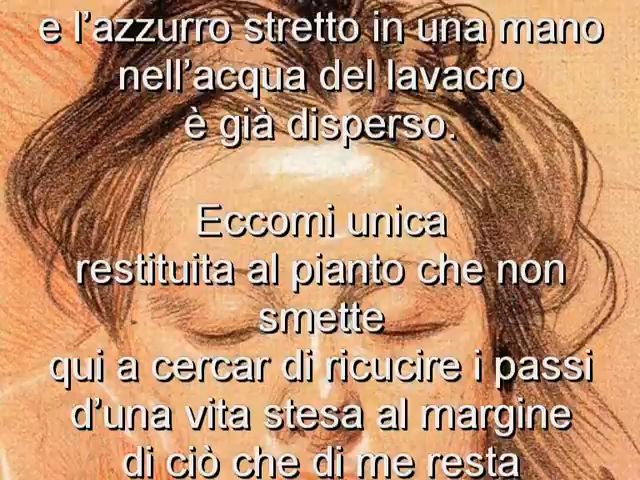 e l’azzurro stretto in una mano
nell’acqua del lavacro
è già disperso.
Eccomi unica
restituita al pianto che non
smette
qui a cercar di ricucire i passi
d’una vita stesa al margine
di ciò che di me resta